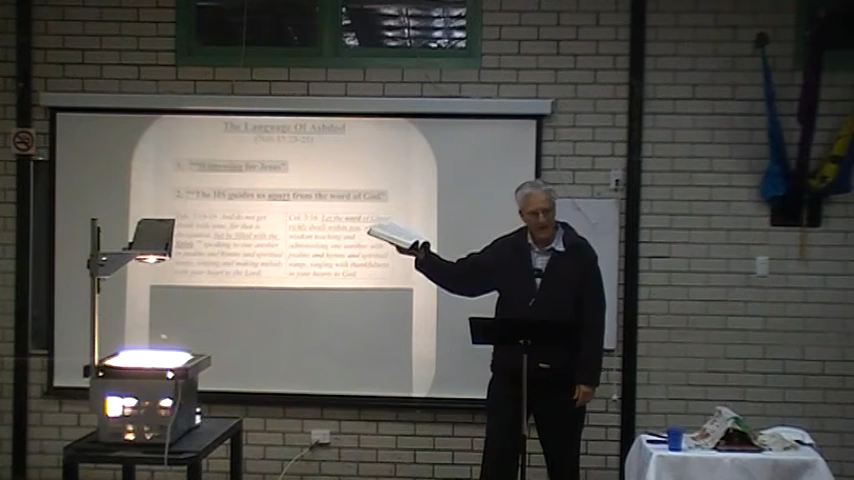 The Language Of Ashdod
(Neh 13:23-25)
1. "Witnessing for Jesus"
2. "The HS guides us apart from the word of God"
Eph. 5:18-19 And do not get
drunk with wine, for that is
but be filled with the
Spirit, speaking to one another
in psalms and hymns and spiritual
songs, singing and making melody
with your heart to the Lord
Col. 3:16 Let the word of Christ
richly dwell within you,
wisdom teaching and
admonishing one another with
psalms and hymns and spiritual
songs, singing with thankfulness
in your hearts to God